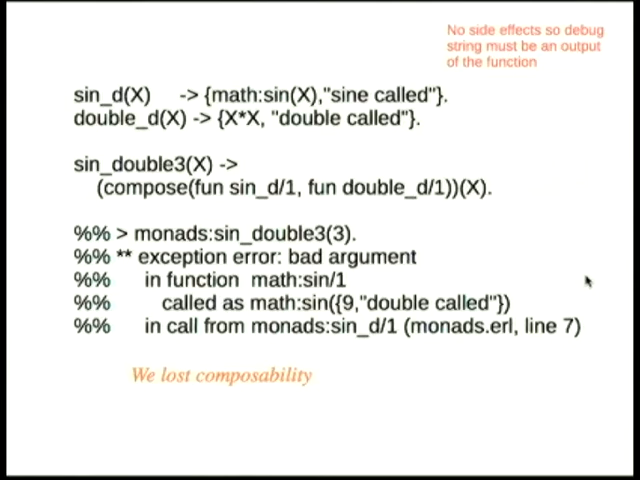 No side effects so debug
string must be an output
of the function
sin_d(X) -> {math:sin(X),"sine called"}.
double_d(X) -> {X*X, "double called"}.
sin_double3(X) ->
(compose(fun sin_d/1, fun double_d/1))(X).
%% > monads:sin_double3(3).
%% ** exception error: bad argument
%% in function math:sin/1
%% called as math:sin({9,"double called"})
%% in call from monads:sin_d/1 (monads.erl, line 7)
We lost composability